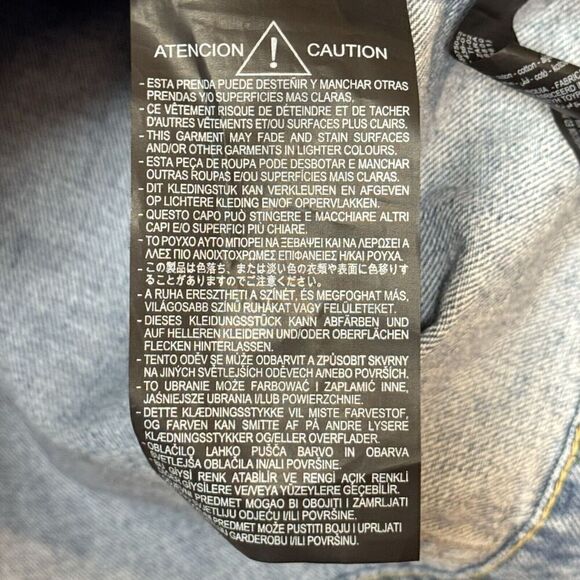 ATENCION ! CAUTION
- ESTA PRENDA PUEDE DESTEÑIR Y MANCHAR OTRAS
PRENDAS Y/O SUPERFICIES MAS CLARAS.
- CE VÊTEMENT RISQUE DE DÉTEINDRE ET DE TACHER
D'AUTRES VÊTEMENTS ET/OU SURFACES PLUS CLAIRS.
- THIS GARMENT MAY FADE AND STAIN SURFACES
AND/OR OTHER GARMENTS IN LIGHTER COLOURS.
- ESTA PEÇA DE ROUPA PODE DESBOTAR E MANCHAR
OUTRAS ROUPAS E/OU SUPERFÍCIES MAIS CLARAS.
- DIT KLEDINGSTUK KAN VERKLEUREN EN AFGEVEN
OP LICHTERE KLEDING EN/OF OPPERVLAKKEN.
- QUESTO CAPO PUÒ STINGERE E MACCHIARE ALTRI
CAPI E/O SUPERFICI PIÙ CHIARE.
- ΤΟ ΡΟΥΧΟ ΑΥΤΟ ΜΠΟΡΕΙ ΝΑ ΞΕΒΑΨΕΙ ΚΑΙ ΝΑ ΛΕΡΩΣΕΙ Α
ΛΛΕΣ ΠΙΟ ΑΝΟΙΧΤΟΧΡΩΜΕΣ ΕΠΙΦΑΝΕΙΕΣ Η/ΚΑΙ ΡΟΥΧΑ.
- この製品は色落ち、または淡い色の衣類や表面に色移りす
ることがありますのでご注意ください。
- A RUHA ERESZTHETI A SZÍNÉT, ÉS MEGFOGHAT MÁS,
VILÁGOSABB SZÍNŰ RUHÁKAT VAGY FELÜLETEKET.
- DIESES KLEIDUNGSSTÜCK KANN ABFÄRBEN UND
AUF HELLEREN KLEIDERN UND/ODER OBERFLÄCHEN
FLECKEN HINTERLASSEN.
- TENTO ODĚV SE MŮŽE ODBARVIT A ZPŮSOBIT SKVRNY
NA JINÝCH SVĚTLEJŠÍCH ODĚVECH A/NEBO POVRŠÍCH.
- TO UBRANIE MOŻE FARBOWAĆ I ZAPLAMIĆ INNE,
JAŚNIEJSZE UBRANIA I/LUB POWIERZCHNIE.
- DETTE KLÆDNINGSSTYKKE VIL MISTE FARVESTOF,
OG FARVEN KAN SMITTE AF PÅ ANDRE LYSERE
KLÆDNINGSSTYKKER OG/ELLER OVERFLADER.
- OBLAČILO LAHKO PUŠČA BARVO IN OBARVA
SVETLEJŠA OBLAČILA IN/ALI POVRŠINE.
GİYSİ RENK ATABİLİR VE RENGİ AÇIK RENKLİ
GİYSİLERE VE/VEYA YÜZEYLERE GEÇEBİLİR.
PREDMET MOGAO BI OBOJITI I ZAMRLJATI
SVJETLIJU ODJEĆU I/ILI POVRŠINE.
PREDMET MOŽE PUSTITI BOJU I UPRLJATI
GARDEROBU I/ILI POVRŠINE.